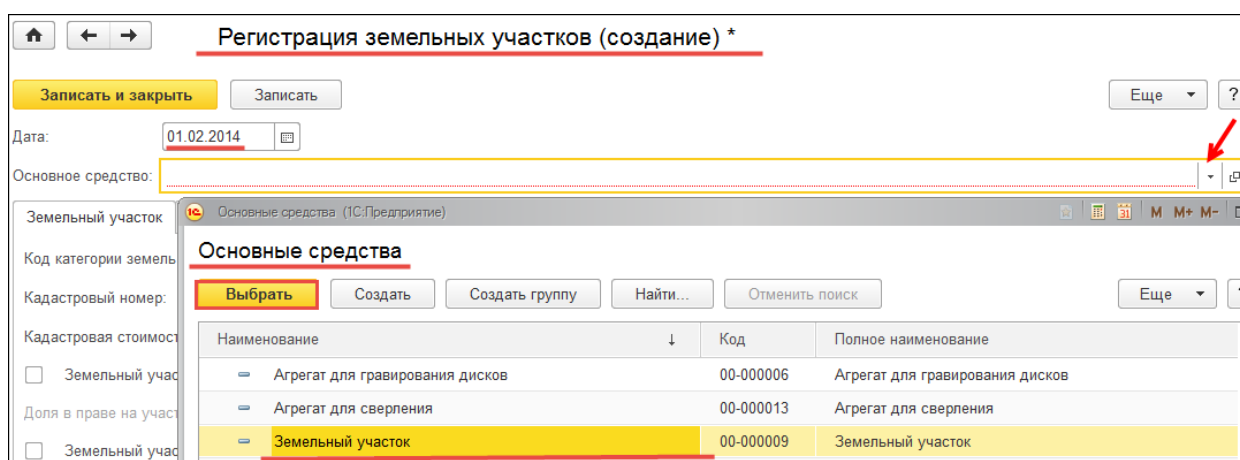 Регистрация земельных участков (создание) *
Записать и закрыть Записать Еще ?
Дата: 01.02.2014
Основное средство:
Земельный участок
1С Основные средства (1С:Предприятие) 31 M M+ M-
Основные средства
Код категории земель
Выбрать Создать Создать группу Найти... Отменить поиск Еще
Кадастровый номер:
Кадастровая стоимост
Наименование ↓ Код Полное наименование
Земельный учас
Агрегат для гравирования дисков 00-000006 Агрегат для гравирования дисков
Доля в праве на участ
Агрегат для сверления 00-000013 Агрегат для сверления
Земельный учас
Земельный участок 00-000009 Земельный участок